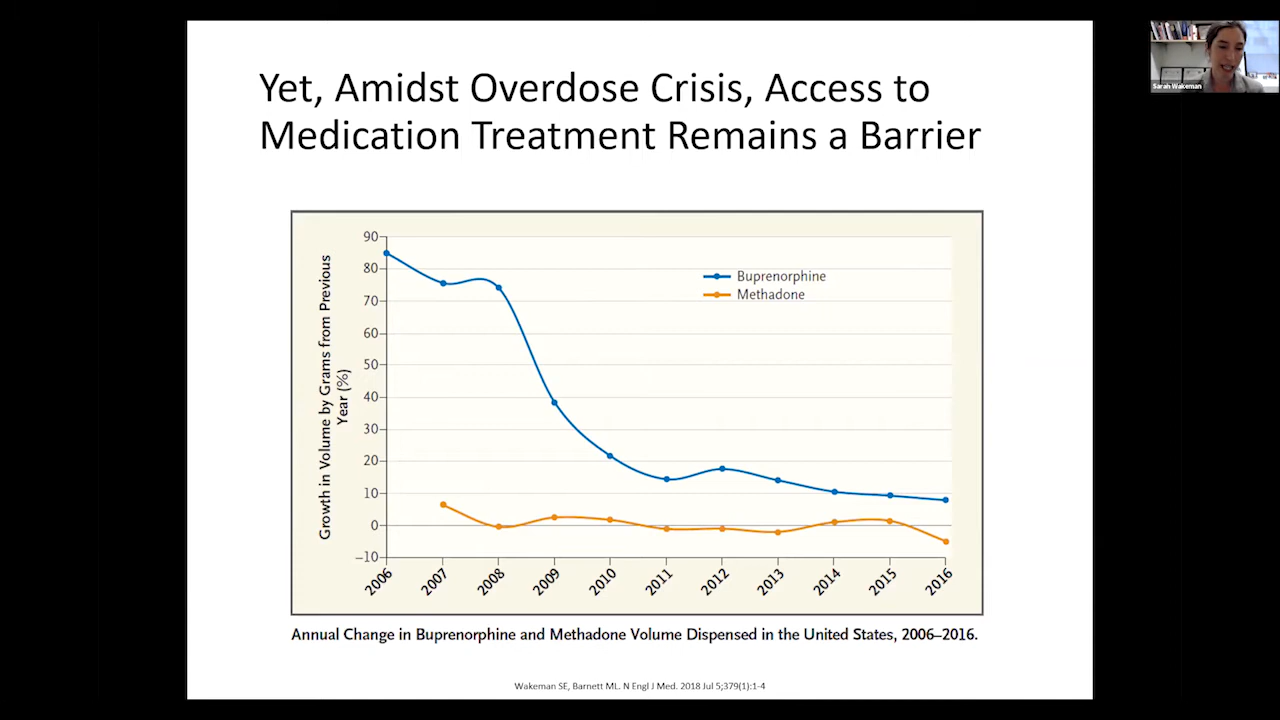 Yet, Amidst Overdose Crisis, Access to
Medication Treatment Remains a Barrier
Sarah Wakeman
Growth in Volume by Grams from Previous
Year (%)
90
80
70
60
50
40
30
20
10
0
–10
Buprenorphine
Methadone
2006
2007
2008
2009
2010
2011
2012
2013
2014
2015
2016
Annual Change in Buprenorphine and Methadone Volume Dispensed in the United States, 2006–2016.
Wakeman SE, Barnett ML. N Engl J Med. 2018 Jul 5;379(1):1-4